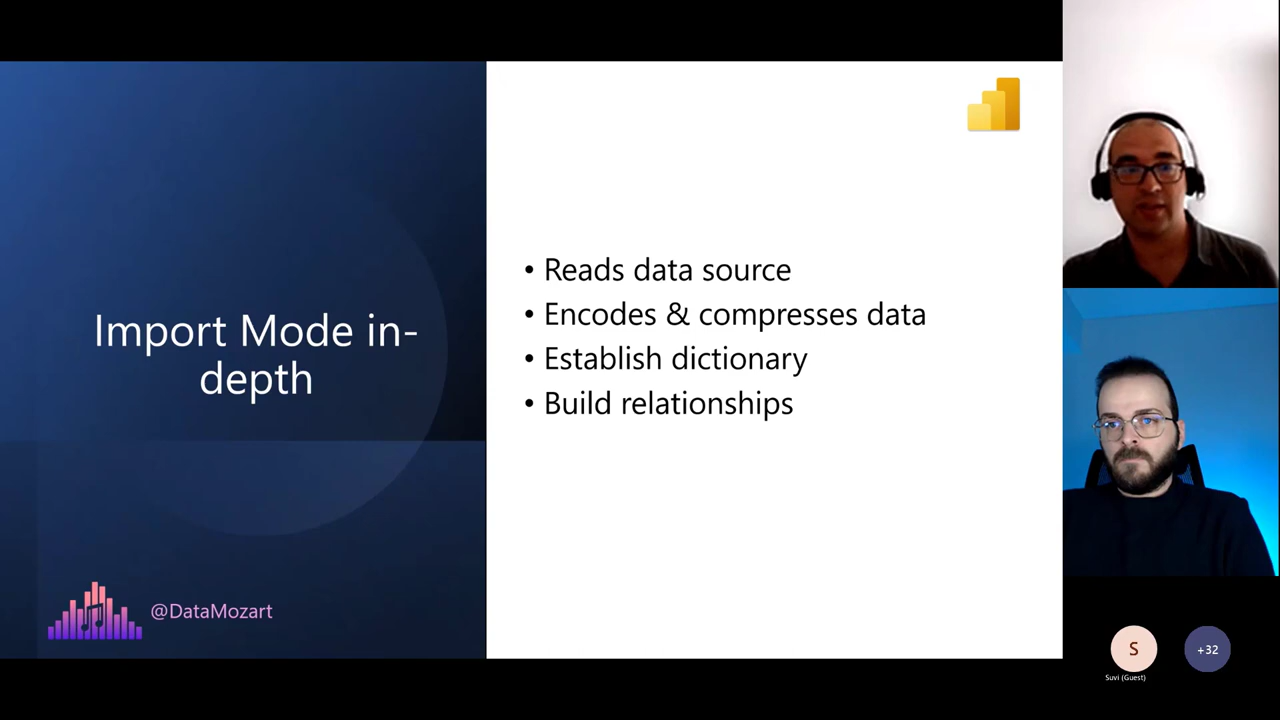 Import Mode in-
depth
• Reads data source
• Encodes & compresses data
• Establish dictionary
• Build relationships
@DataMozart
S
Suvi (Guest)
+32